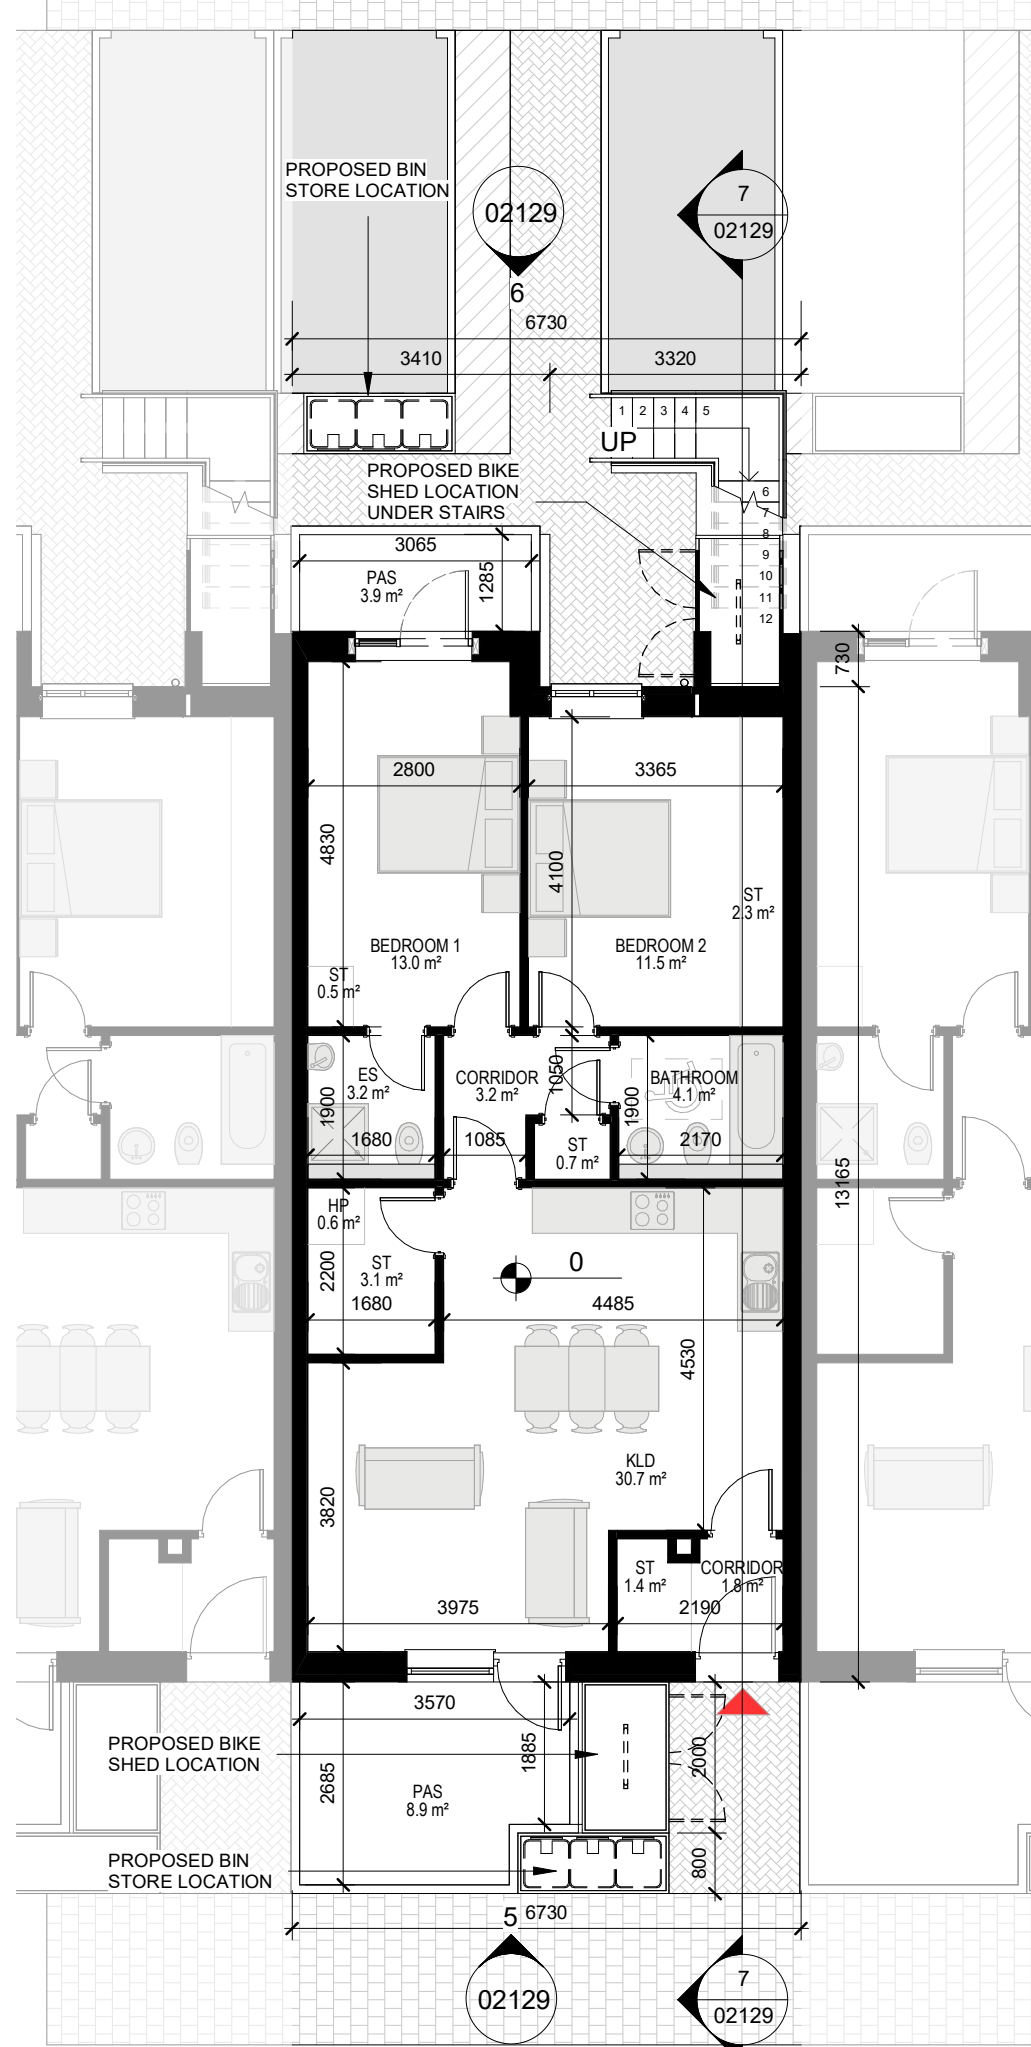 PROPOSED BIN
STORE LOCATION
02129
6
7
02129
6730
3410
3320
1 2 3 4 5
UP
6
7
8
9
10
11
12
PROPOSED BIKE
SHED LOCATION
UNDER STAIRS
3065
PAS
3.9 m²
1285
730
2800
3365
4830
4100
ST
2.3 m²
BEDROOM 1
13.0 m²
BEDROOM 2
11.5 m²
ST
0.5 m²
ES
3.2 m²
CORRIDOR
3.2 m²
1050
BATHROOM
4.1 m²
1900
1900
1680
1085
ST
0.7 m²
2170
13165
HP
0.6 m²
ST
3.1 m²
2200
1680
0
4485
4530
KLD
30.7 m²
3820
ST
1.4 m²
CORRIDOR
1.8 m²
3975
2190
3570
PROPOSED BIKE
SHED LOCATION
1885
2000
2685
PAS
8.9 m²
PROPOSED BIN
STORE LOCATION
800
5
6730
02129
7
02129